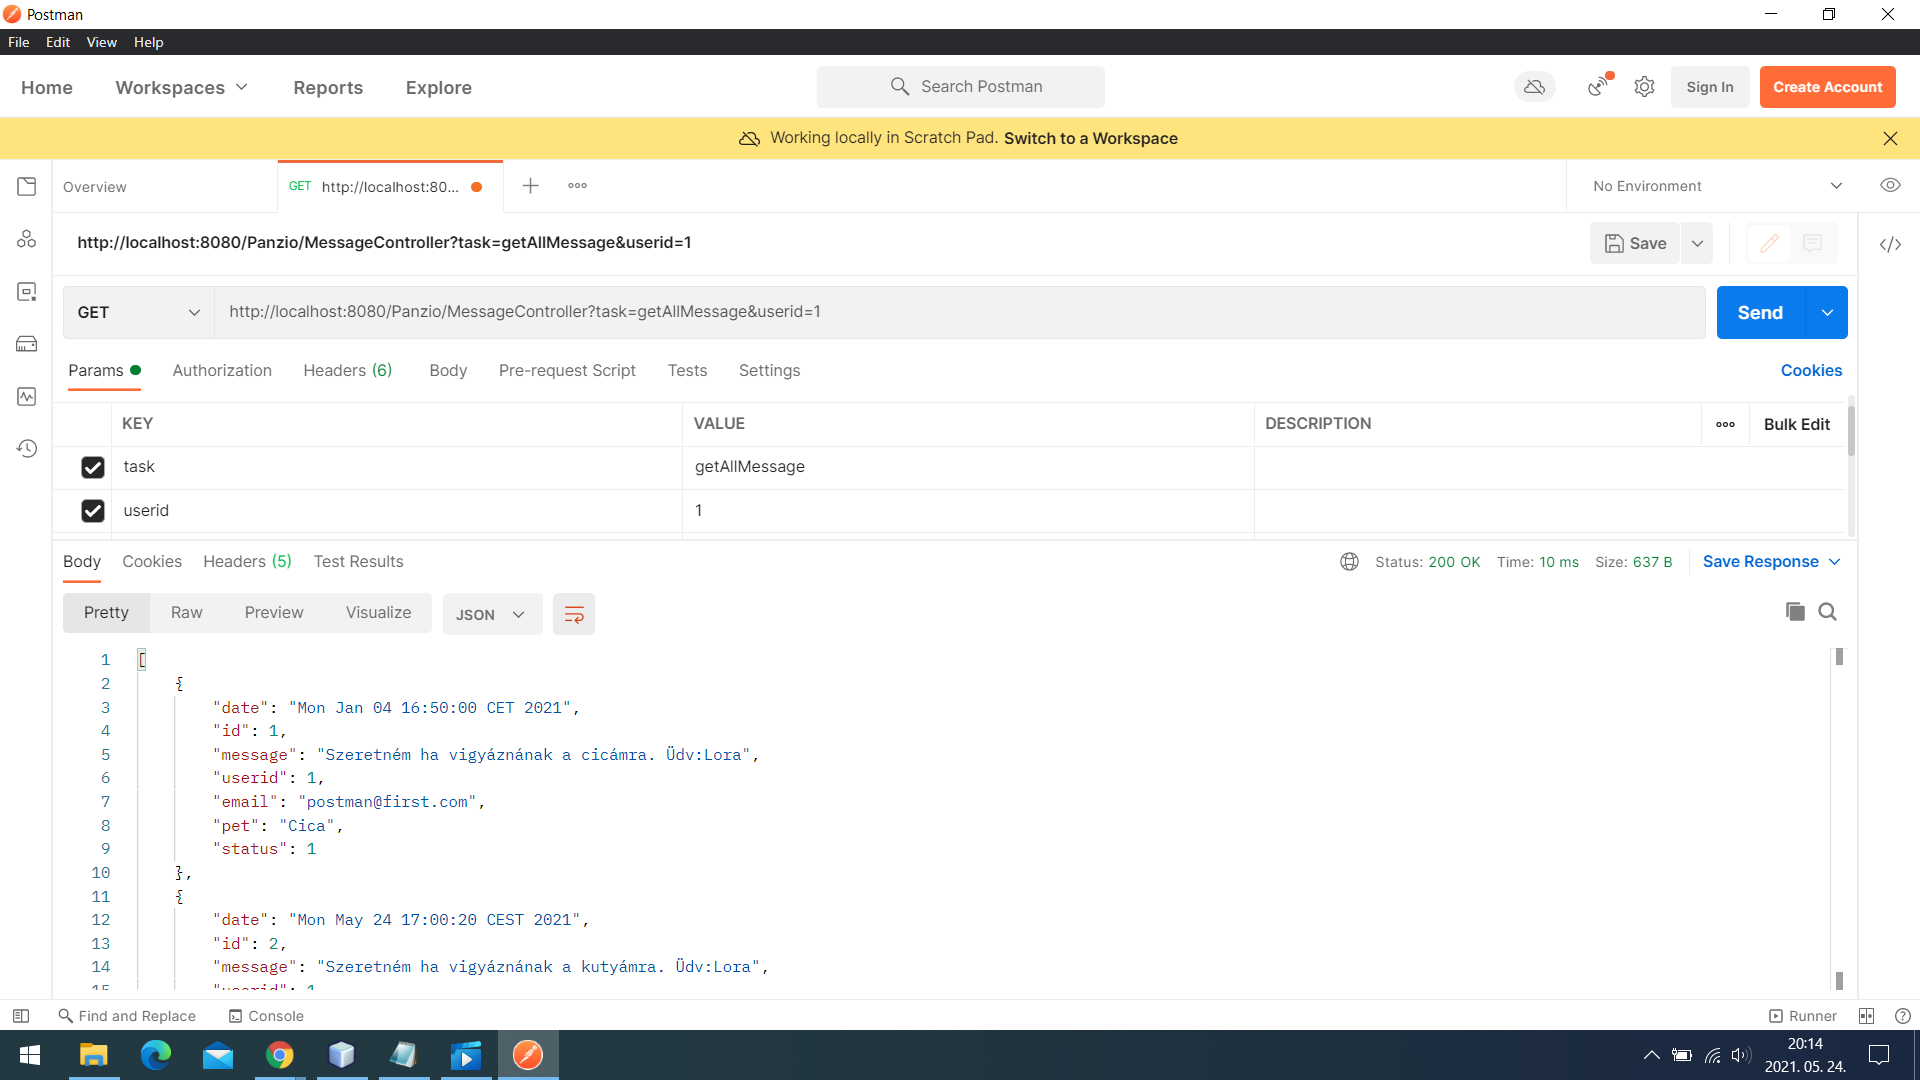 Postman
File Edit View Help
Home Workspaces Reports Explore Search Postman Sign In Create Account
Working locally in Scratch Pad. Switch to a Workspace
Overview GET http://localhost:80... No Environment
http://localhost:8080/Panzio/MessageController?task=getAllMessage&userid=1 Save
GET http://localhost:8080/Panzio/MessageController?task=getAllMessage&userid=1 Send
Params Authorization Headers (6) Body Pre-request Script Tests Settings Cookies
KEY VALUE DESCRIPTION Bulk Edit
task getAllMessage
userid 1
Body Cookies Headers (5) Test Results Status: 200 OK Time: 10 ms Size: 637 B Save Response
Pretty Raw Preview Visualize JSON
1 [
2 {
3 "date": "Mon Jan 04 16:50:00 CET 2021",
4 "id": 1,
5 "message": "Szeretném ha vigyáznának a cicámra. Üdv:Lora",
6 "userid": 1,
7 "email": "postman@first.com",
8 "pet": "Cica",
9 "status": 1
10 },
11 {
12 "date": "Mon May 24 17:00:20 CEST 2021",
13 "id": 2,
14 "message": "Szeretném ha vigyáznának a kutyámra. Üdv:Lora",
15 "userid": 1
Find and Replace Console Runner
20:14
2021. 05. 24.